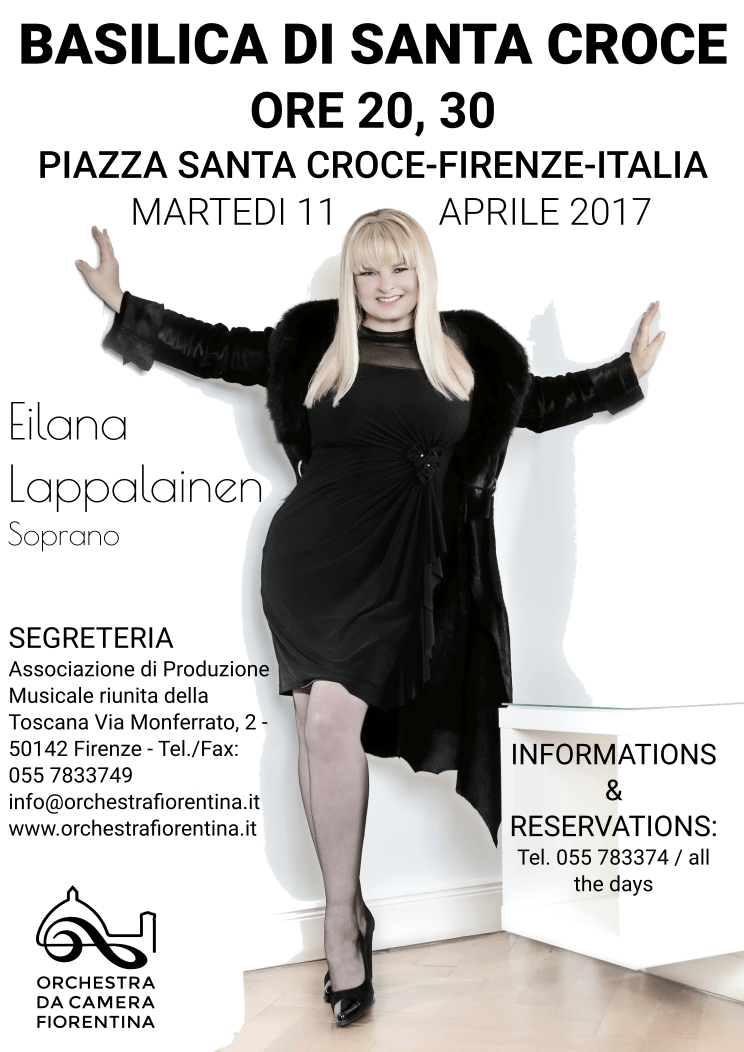 BASILICA DI SANTA CROCE
ORE 20, 30
PIAZZA SANTA CROCE-FIRENZE-ITALIA
MARTEDI 11 APRILE 2017
Eilana
Lappalainen
Soprano
SEGRETERIA
Associazione di Produzione
Musicale riunita della
Toscana Via Monferrato, 2 -
50142 Firenze - Tel./Fax:
055 7833749
info@orchestrafiorentina.it
www.orchestrafiorentina.it
INFORMATIONS
&
RESERVATIONS:
Tel. 055 783374 / all
the days
ORCHESTRA
DA CAMERA
FIORENTINA